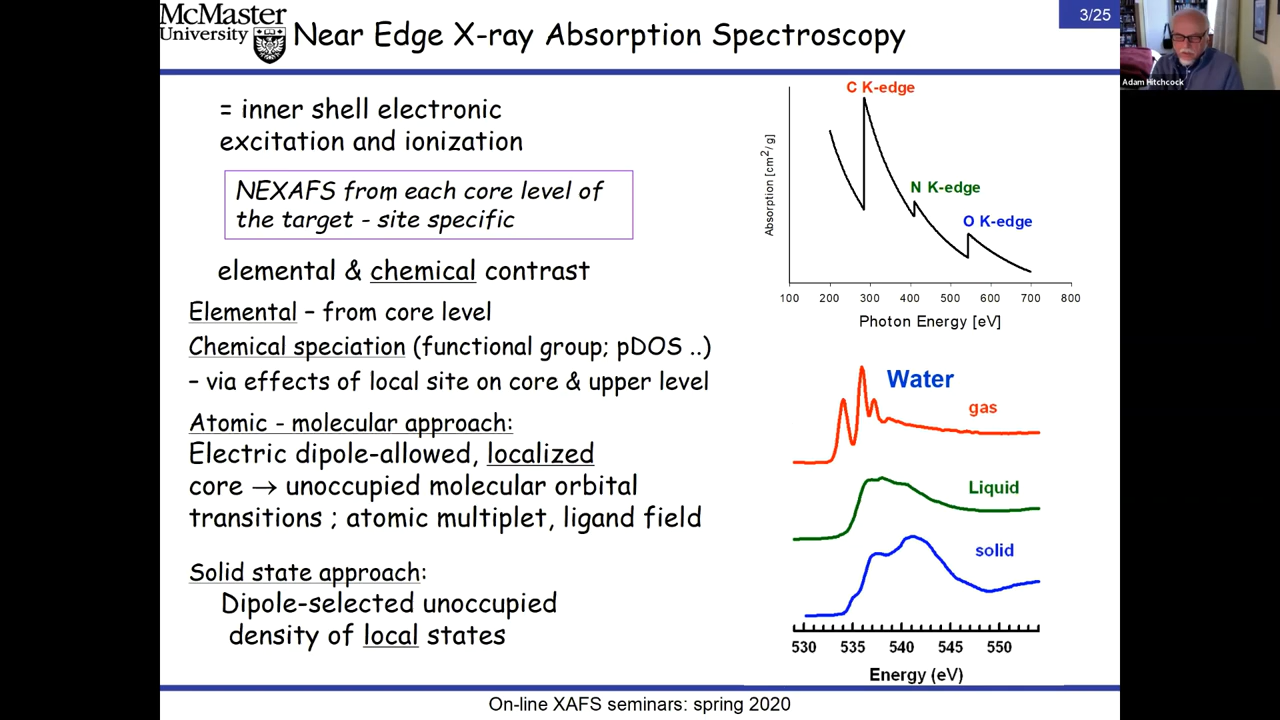 McMaster
University
Near Edge X-ray Absorption Spectroscopy
3/25
Adam Hitchcock
= inner shell electronic
excitation and ionization
NEXAFS from each core level of
the target - site specific
elemental & chemical contrast
Elemental – from core level
Chemical speciation (functional group; pDOS ..)
– via effects of local site on core & upper level
Atomic - molecular approach:
Electric dipole-allowed, localized
core → unoccupied molecular orbital
transitions ; atomic multiplet, ligand field
Solid state approach:
Dipole-selected unoccupied
density of local states
C K-edge
N K-edge
O K-edge
Absorption [cm²/g]
100 200 300 400 500 600 700 800
Photon Energy [eV]
Water
gas
Liquid
solid
530 535 540 545 550
Energy (eV)
On-line XAFS seminars: spring 2020